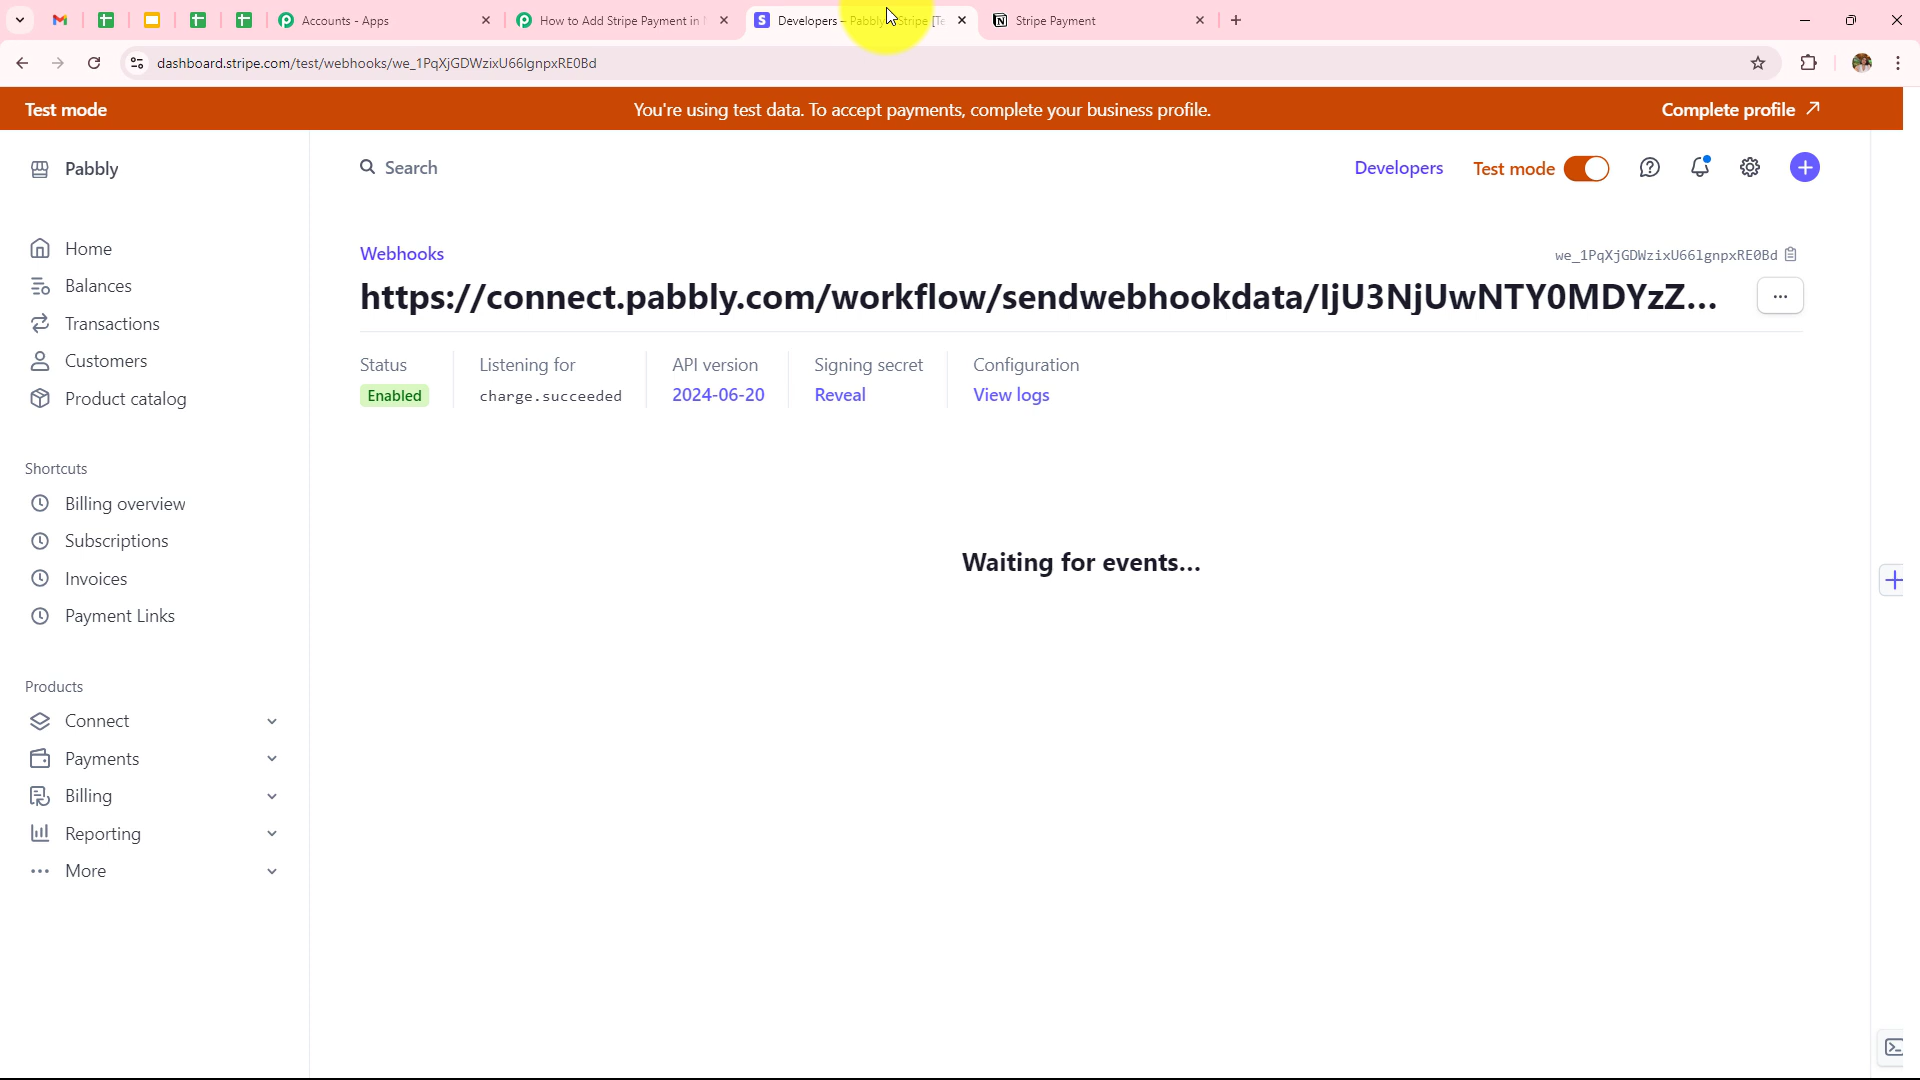 Accounts - Apps
How to Add Stripe Payment in
Developers – Pabbly – Stripe [Te
Stripe Payment
dashboard.stripe.com/test/webhooks/we_1PqXjGDWzixU66lgnpxRE0Bd
Test mode
You're using test data. To accept payments, complete your business profile.
Complete profile
Pabbly
Search
Developers
Test mode
Home
Balances
Transactions
Customers
Product catalog
Shortcuts
Billing overview
Subscriptions
Invoices
Payment Links
Products
Connect
Payments
Billing
Reporting
More
Webhooks
we_1PqXjGDWzixU66lgnpxRE0Bd
https://connect.pabbly.com/workflow/sendwebhookdata/IjU3NjUwNTY0MDYzZ...
Status
Enabled
Listening for
charge.succeeded
API version
2024-06-20
Signing secret
Reveal
Configuration
View logs
Waiting for events...